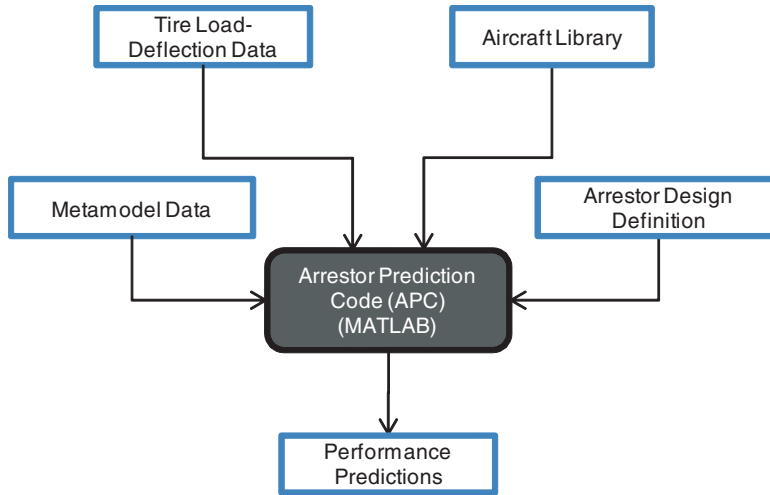 Tire Load-
Deflection Data
Aircraft Library
Metamodel Data
Arrestor Design
Definition
Arrestor Prediction
Code (APC)
(MATLAB)
Performance
Predictions